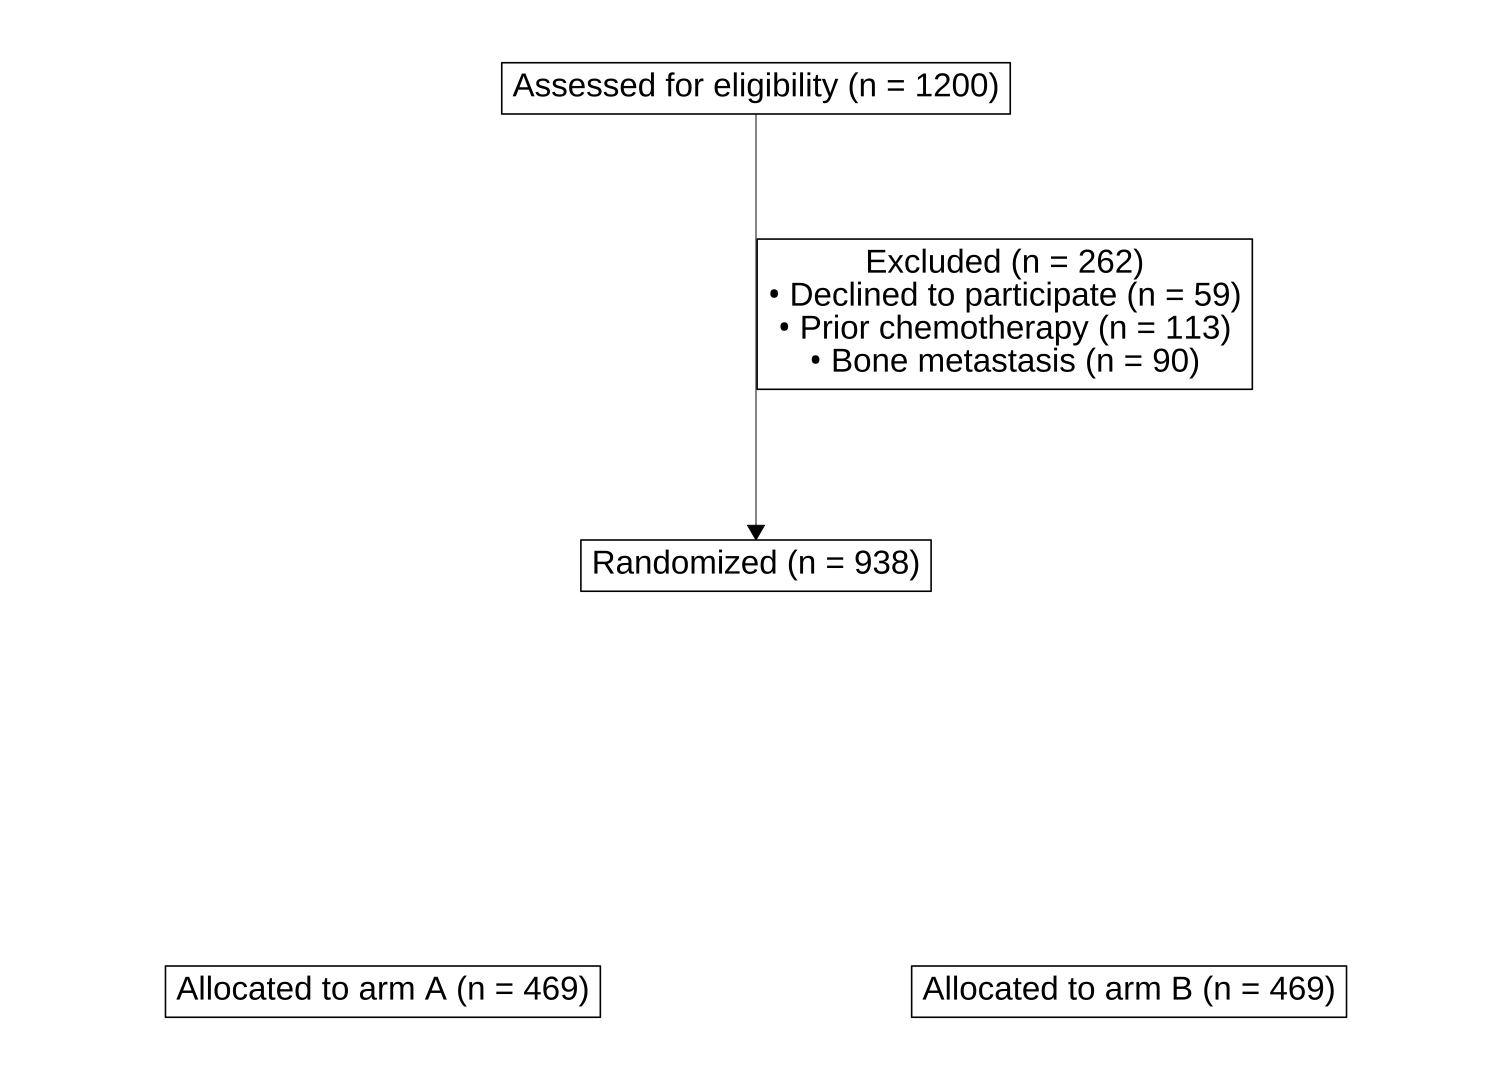 Assessed for eligibility (n = 1200)
Excluded (n = 262)
• Declined to participate (n = 59)
• Prior chemotherapy (n = 113)
• Bone metastasis (n = 90)
Randomized (n = 938)
Allocated to arm A (n = 469)
Allocated to arm B (n = 469)